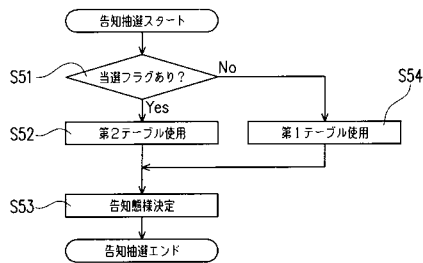 告知抽選スタート
S51
当選フラグあり?
No
Yes
S52
第2テーブル使用
S54
第1テーブル使用
S53
告知態様決定
告知抽選エンド